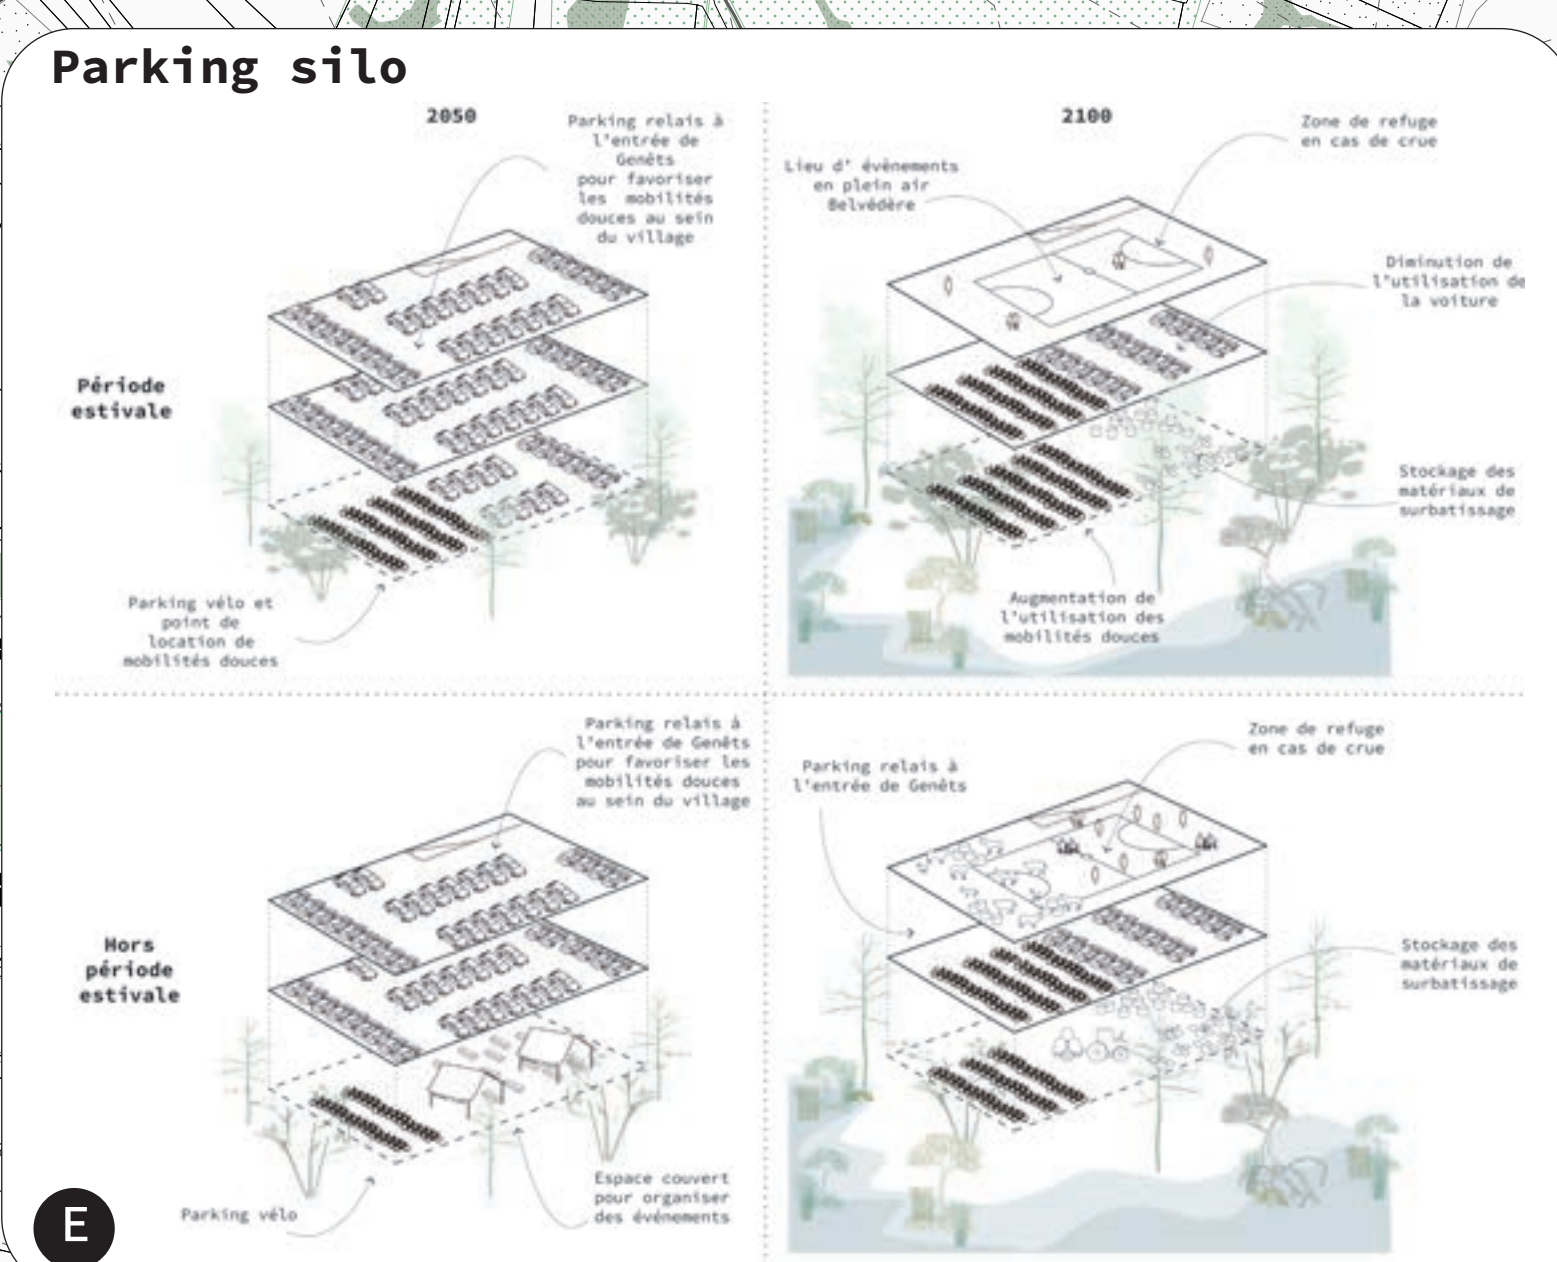 Parking silo
2050
Parking relais à
l'entrée de
Genêts
pour favoriser
les mobilités
douces au sein
du village
Période
estivale
Parking vélo et
point de
location de
mobilités douces
2100
Zone de refuge
en cas de crue
Lieu d' évènements
en plein air
Belvédère
Diminution de
l'utilisation de
la voiture
Stockage des
matériaux de
surbatissage
Augmentation de
l'utilisation des
mobilités douces
Parking relais à
l'entrée de Genêts
pour favoriser les
mobilités douces
au sein du village
Hors
période
estivale
Parking vélo
Espace couvert
pour organiser
des événements
Zone de refuge
en cas de crue
Parking relais à
l'entrée de Genêts
Stockage des
matériaux de
surbatissage
E